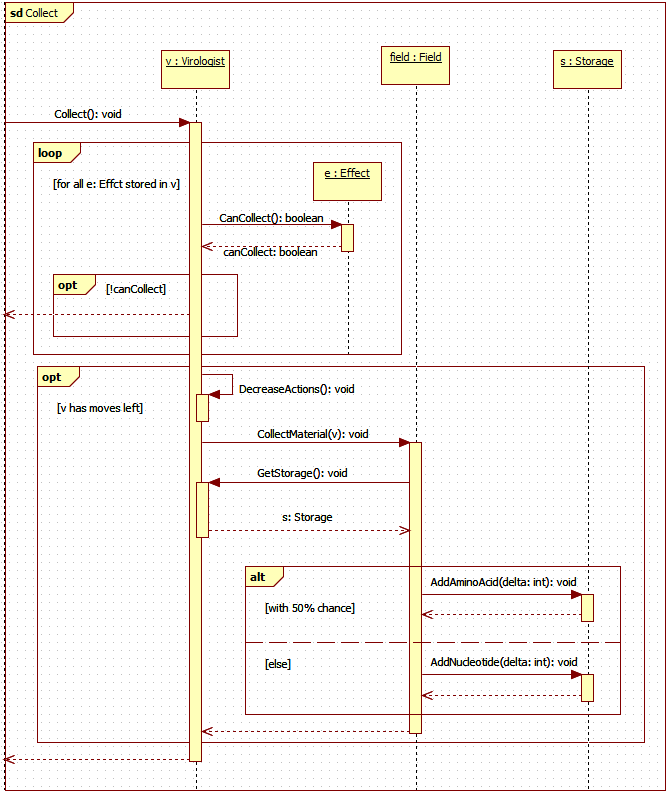 sd Collect
v : Virologist
field : Field
s : Storage
Collect(): void
loop
[for all e: Effct stored in v]
e : Effect
CanCollect(): boolean
canCollect: boolean
opt
[!canCollect]
opt
[v has moves left]
DecreaseActions(): void
CollectMaterial(v): void
GetStorage(): void
s: Storage
alt
[with 50% chance]
AddAminoAcid(delta: int): void
[else]
AddNucleotide(delta: int): void